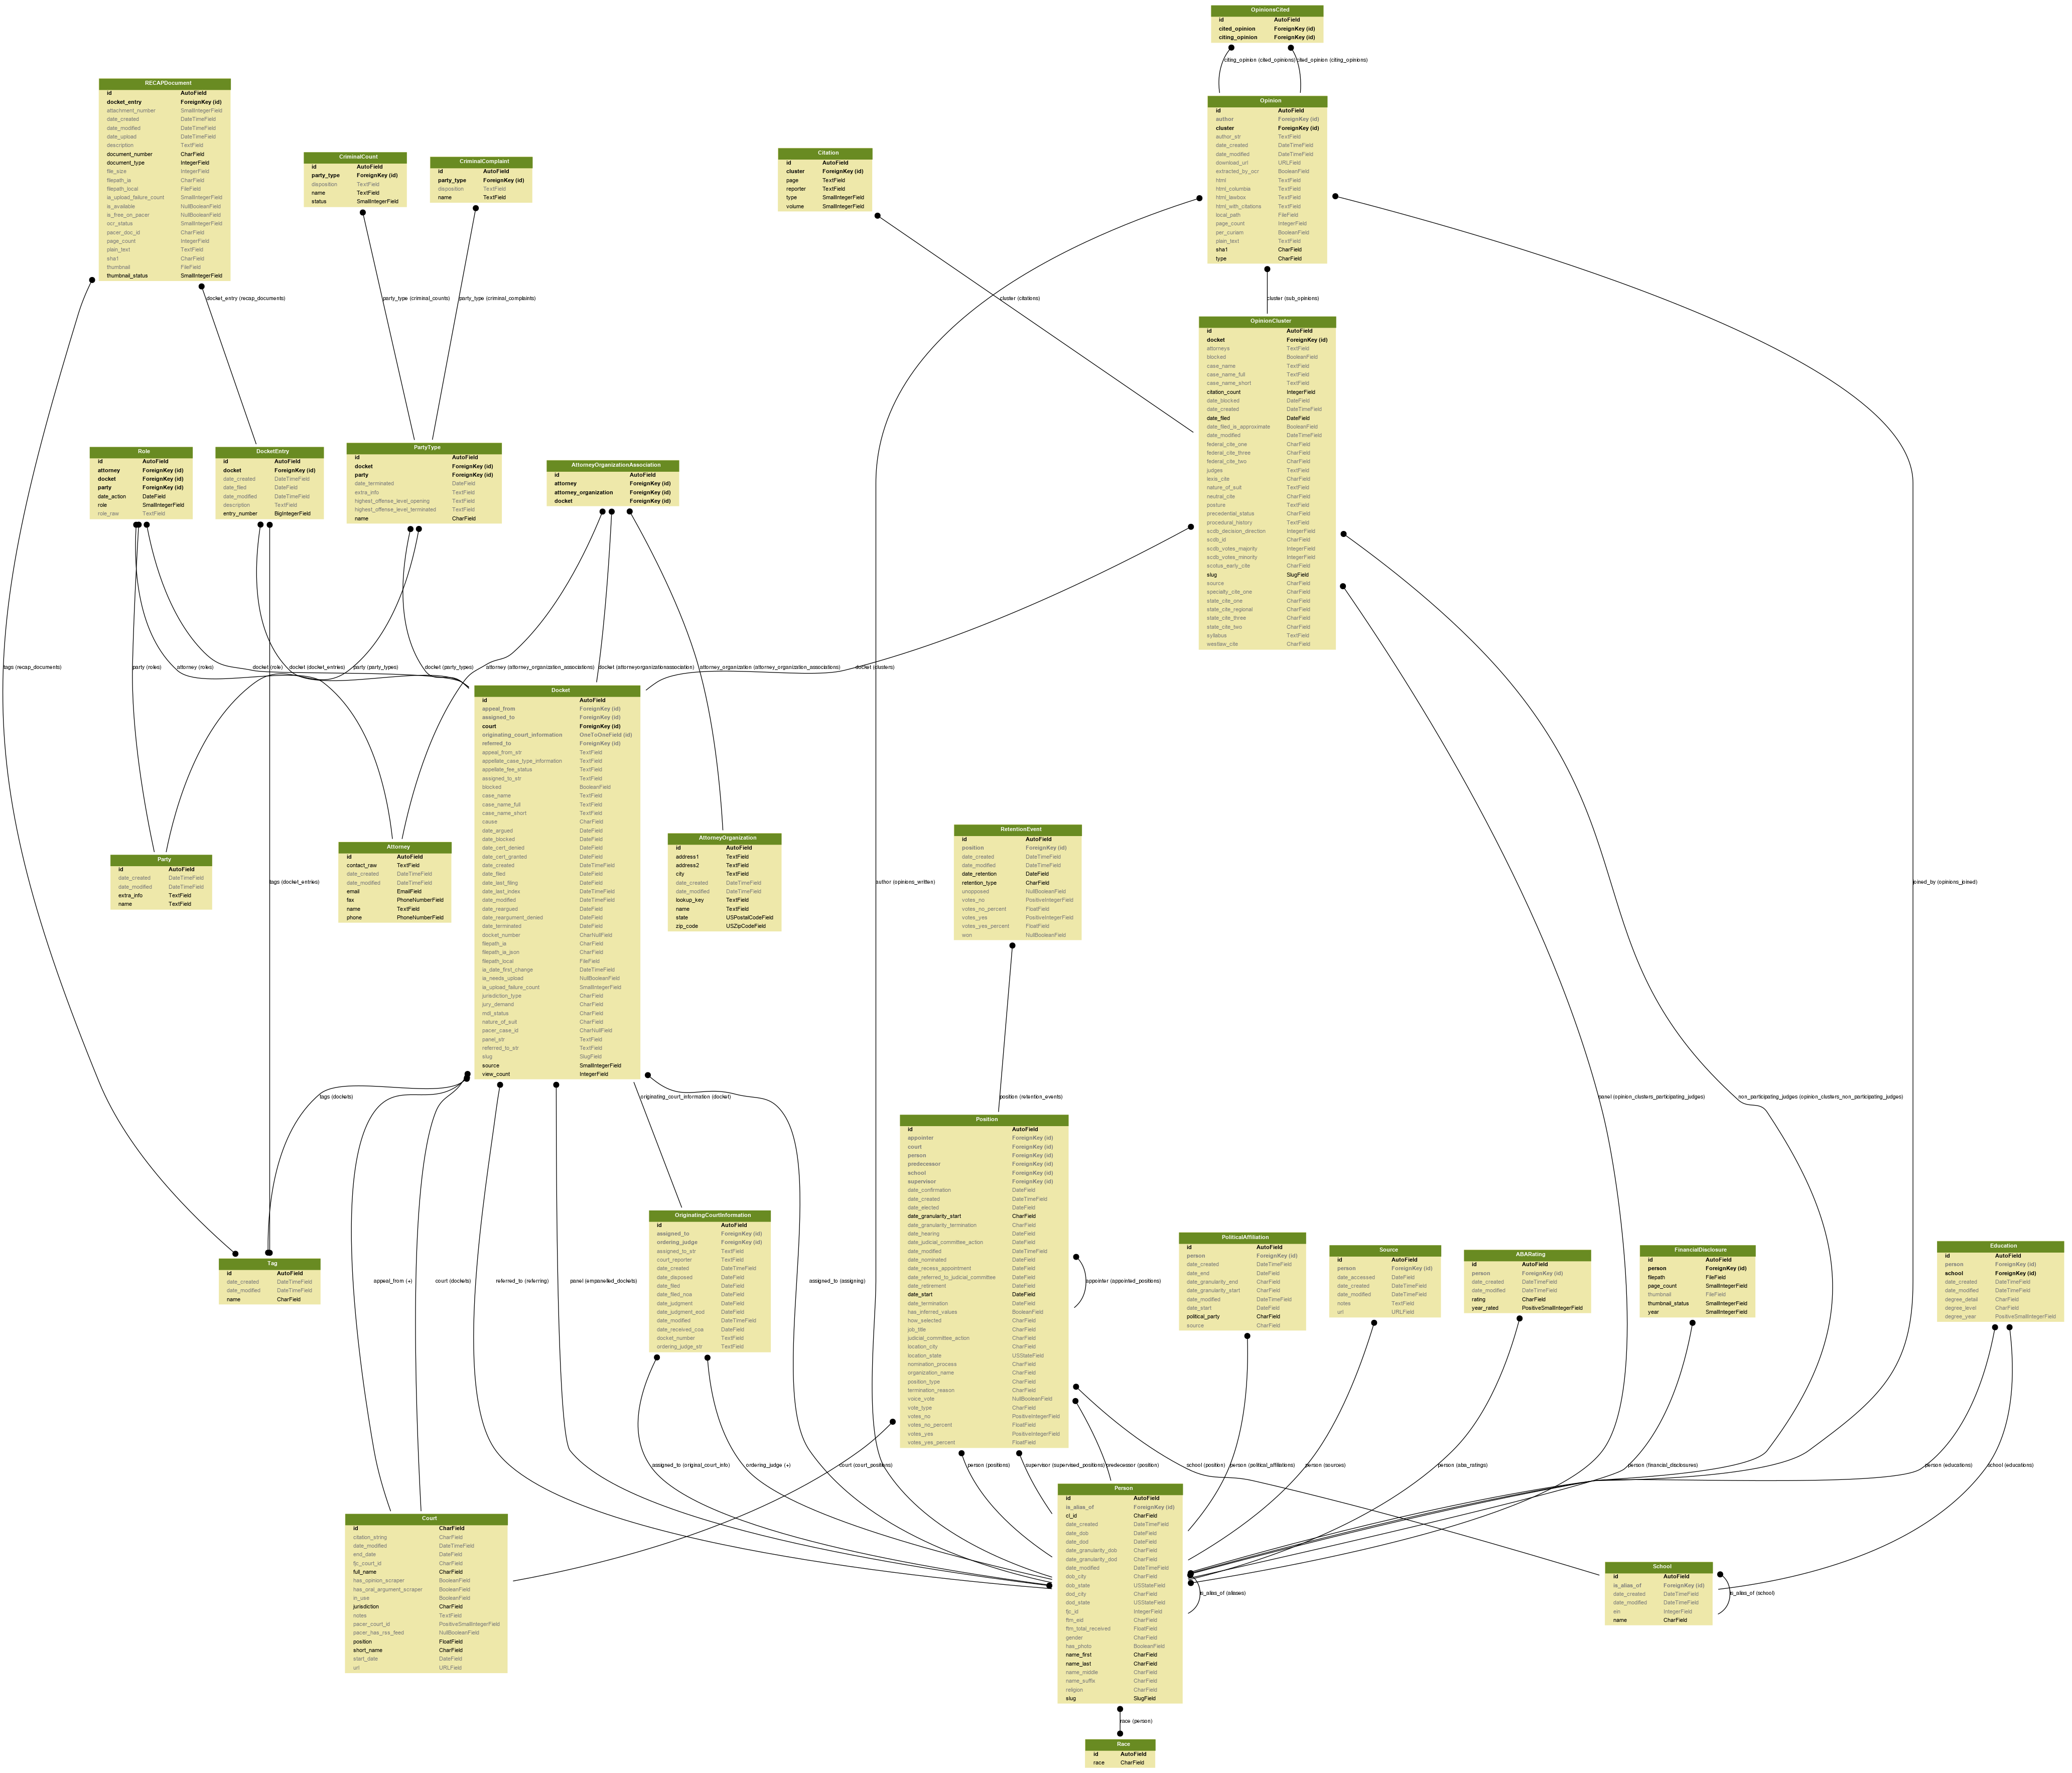 OpinionsCited
id AutoField
cited_opinion ForeignKey (id)
citing_opinion ForeignKey (id)
citing_opinion (cited_opinions)
cited_opinion (citing_opinions)
RECAPDocument
id AutoField
docket_entry ForeignKey (id)
attachment_number SmallIntegerField
date_created DateTimeField
date_modified DateTimeField
date_upload DateTimeField
description TextField
document_number CharField
document_type IntegerField
file_size IntegerField
filepath_ia CharField
filepath_local FileField
ia_upload_failure_count SmallIntegerField
is_available NullBooleanField
is_free_on_pacer NullBooleanField
ocr_status SmallIntegerField
pacer_doc_id CharField
page_count IntegerField
plain_text TextField
sha1 CharField
thumbnail FileField
thumbnail_status SmallIntegerField
docket_entry (recap_documents)
CriminalCount
id AutoField
party_type ForeignKey (id)
disposition TextField
name TextField
status SmallIntegerField
party_type (criminal_counts)
CriminalComplaint
id AutoField
party_type ForeignKey (id)
disposition TextField
name TextField
party_type (criminal_complaints)
Citation
id AutoField
cluster ForeignKey (id)
page TextField
reporter TextField
type SmallIntegerField
volume SmallIntegerField
cluster (citations)
Opinion
id AutoField
author ForeignKey (id)
cluster ForeignKey (id)
author_str TextField
date_created DateTimeField
date_modified DateTimeField
download_url URLField
extracted_by_ocr BooleanField
html TextField
html_columbia TextField
html_lawbox TextField
html_with_citations TextField
local_path FileField
page_count IntegerField
per_curiam BooleanField
plain_text TextField
sha1 CharField
type CharField
cluster (sub_opinions)
OpinionCluster
id AutoField
docket ForeignKey (id)
attorneys TextField
blocked BooleanField
case_name TextField
case_name_full TextField
case_name_short TextField
citation_count IntegerField
date_blocked DateField
date_created DateTimeField
date_filed DateField
date_filed_is_approximate BooleanField
date_modified DateTimeField
federal_cite_one CharField
federal_cite_three CharField
federal_cite_two CharField
judges TextField
lexis_cite CharField
nature_of_suit TextField
neutral_cite CharField
posture TextField
precedential_status CharField
procedural_history TextField
scdb_decision_direction IntegerField
scdb_id CharField
scdb_votes_majority IntegerField
scdb_votes_minority IntegerField
scotus_early_cite CharField
slug SlugField
source CharField
specialty_cite_one CharField
state_cite_one CharField
state_cite_regional CharField
state_cite_three CharField
state_cite_two CharField
syllabus TextField
westlaw_cite CharField
Role
id AutoField
attorney ForeignKey (id)
docket ForeignKey (id)
party ForeignKey (id)
date_action DateField
role SmallIntegerField
role_raw TextField
DocketEntry
id AutoField
docket ForeignKey (id)
date_created DateTimeField
date_filed DateField
date_modified DateTimeField
description TextField
entry_number BigIntegerField
PartyType
id AutoField
docket ForeignKey (id)
party ForeignKey (id)
date_terminated DateField
extra_info TextField
highest_offense_level_opening TextField
highest_offense_level_terminated TextField
name CharField
AttorneyOrganizationAssociation
id AutoField
attorney ForeignKey (id)
attorney_organization ForeignKey (id)
docket ForeignKey (id)
tags (recap_documents)
party (roles)
attorney (roles)
docket (role)
docket (docket_entries)
party (party_types)
docket (party_types)
attorney (attorney_organization_associations)
docket (attorneyorganizationassociation)
attorney_organization (attorney_organization_associations)
docket (clusters)
Docket
id AutoField
appeal_from ForeignKey (id)
assigned_to ForeignKey (id)
court ForeignKey (id)
originating_court_information OneToOneField (id)
referred_to ForeignKey (id)
appeal_from_str TextField
appellate_case_type_information TextField
appellate_fee_status TextField
assigned_to_str TextField
blocked BooleanField
case_name TextField
case_name_full TextField
case_name_short TextField
cause CharField
date_argued DateField
date_blocked DateField
date_cert_denied DateField
date_cert_granted DateField
date_created DateTimeField
date_filed DateField
date_last_filing DateField
date_last_index DateTimeField
date_modified DateTimeField
date_reargued DateField
date_reargument_denied DateField
date_terminated DateField
docket_number CharNullField
filepath_ia CharField
filepath_ia_json CharField
filepath_local FileField
ia_date_first_change DateTimeField
ia_needs_upload NullBooleanField
ia_upload_failure_count SmallIntegerField
jurisdiction_type CharField
jury_demand CharField
mdl_status CharField
nature_of_suit CharField
pacer_case_id CharNullField
panel_str TextField
referred_to_str TextField
slug SlugField
source SmallIntegerField
view_count IntegerField
Party
id AutoField
date_created DateTimeField
date_modified DateTimeField
extra_info TextField
name TextField
Attorney
id AutoField
contact_raw TextField
date_created DateTimeField
date_modified DateTimeField
email EmailField
fax PhoneNumberField
name TextField
phone PhoneNumberField
AttorneyOrganization
id AutoField
address1 TextField
address2 TextField
city TextField
date_created DateTimeField
date_modified DateTimeField
lookup_key TextField
name TextField
state USPostalCodeField
zip_code USZipCodeField
RetentionEvent
id AutoField
position ForeignKey (id)
date_created DateTimeField
date_modified DateTimeField
date_retention DateField
retention_type CharField
unopposed NullBooleanField
votes_no PositiveIntegerField
votes_no_percent FloatField
votes_yes PositiveIntegerField
votes_yes_percent FloatField
won NullBooleanField
tags (docket_entries)
author (opinions_written)
joined_by (opinions_joined)
tags (dockets)
originating_court_information (docket)
position (retention_events)
panel (opinion_clusters_participating_judges)
non_participating_judges (opinion_clusters_non_participating_judges)
Position
id AutoField
appointer ForeignKey (id)
court ForeignKey (id)
person ForeignKey (id)
predecessor ForeignKey (id)
school ForeignKey (id)
supervisor ForeignKey (id)
date_confirmation DateField
date_created DateTimeField
date_elected DateField
date_granularity_start CharField
date_granularity_termination CharField
date_hearing DateField
date_judicial_committee_action DateField
date_modified DateTimeField
date_nominated DateField
date_recess_appointment DateField
date_referred_to_judicial_committee DateField
date_retirement DateField
date_start DateField
date_termination DateField
has_inferred_values BooleanField
how_selected CharField
job_title CharField
judicial_committee_action CharField
location_city CharField
location_state USStateField
nomination_process CharField
organization_name CharField
position_type CharField
termination_reason CharField
voice_vote NullBooleanField
vote_type CharField
votes_no PositiveIntegerField
votes_no_percent FloatField
votes_yes PositiveIntegerField
votes_yes_percent FloatField
appointer (appointed_positions)
Tag
id AutoField
date_created DateTimeField
date_modified DateTimeField
name CharField
appeal_from (+)
court (dockets)
referred_to (referring)
panel (empanelled_dockets)
assigned_to (assigning)
OriginatingCourtInformation
id AutoField
assigned_to ForeignKey (id)
ordering_judge ForeignKey (id)
assigned_to_str TextField
court_reporter TextField
date_created DateTimeField
date_disposed DateField
date_filed DateField
date_filed_noa DateField
date_judgment DateField
date_judgment_eod DateField
date_modified DateTimeField
date_received_coa DateField
docket_number TextField
ordering_judge_str TextField
PoliticalAffiliation
id AutoField
person ForeignKey (id)
date_created DateTimeField
date_end DateField
date_granularity_end CharField
date_granularity_start CharField
date_modified DateTimeField
date_start DateField
political_party CharField
source CharField
Source
id AutoField
person ForeignKey (id)
date_accessed DateField
date_created DateTimeField
date_modified DateTimeField
notes TextField
url URLField
ABARating
id AutoField
person ForeignKey (id)
date_created DateTimeField
date_modified DateTimeField
rating CharField
year_rated PositiveSmallIntegerField
FinancialDisclosure
id AutoField
person ForeignKey (id)
filepath FileField
page_count SmallIntegerField
thumbnail FileField
thumbnail_status SmallIntegerField
year SmallIntegerField
Education
id AutoField
person ForeignKey (id)
school ForeignKey (id)
date_created DateTimeField
date_modified DateTimeField
degree_detail CharField
degree_level CharField
degree_year PositiveSmallIntegerField
assigned_to (original_court_info)
ordering_judge (+)
court (court_positions)
person (positions)
supervisor (supervised_positions)
predecessor (position)
school (position)
person (political_affiliations)
person (sources)
person (aba_ratings)
person (financial_disclosures)
person (educations)
school (educations)
Court
id CharField
citation_string CharField
date_modified DateTimeField
end_date DateField
fjc_court_id CharField
full_name CharField
has_opinion_scraper BooleanField
has_oral_argument_scraper BooleanField
in_use BooleanField
jurisdiction CharField
notes TextField
pacer_court_id PositiveSmallIntegerField
pacer_has_rss_feed NullBooleanField
position FloatField
short_name CharField
start_date DateField
url URLField
Person
id AutoField
is_alias_of ForeignKey (id)
cl_id CharField
date_created DateTimeField
date_dob DateField
date_dod DateField
date_granularity_dob CharField
date_granularity_dod CharField
date_modified DateTimeField
dob_city CharField
dob_state USStateField
dod_city CharField
dod_state USStateField
fjc_id IntegerField
ftm_eid CharField
ftm_total_received FloatField
gender CharField
has_photo BooleanField
name_first CharField
name_last CharField
name_middle CharField
name_suffix CharField
religion CharField
slug SlugField
is_alias_of (aliases)
School
id AutoField
is_alias_of ForeignKey (id)
date_created DateTimeField
date_modified DateTimeField
ein IntegerField
name CharField
is_alias_of (school)
race (person)
Race
id AutoField
race CharField